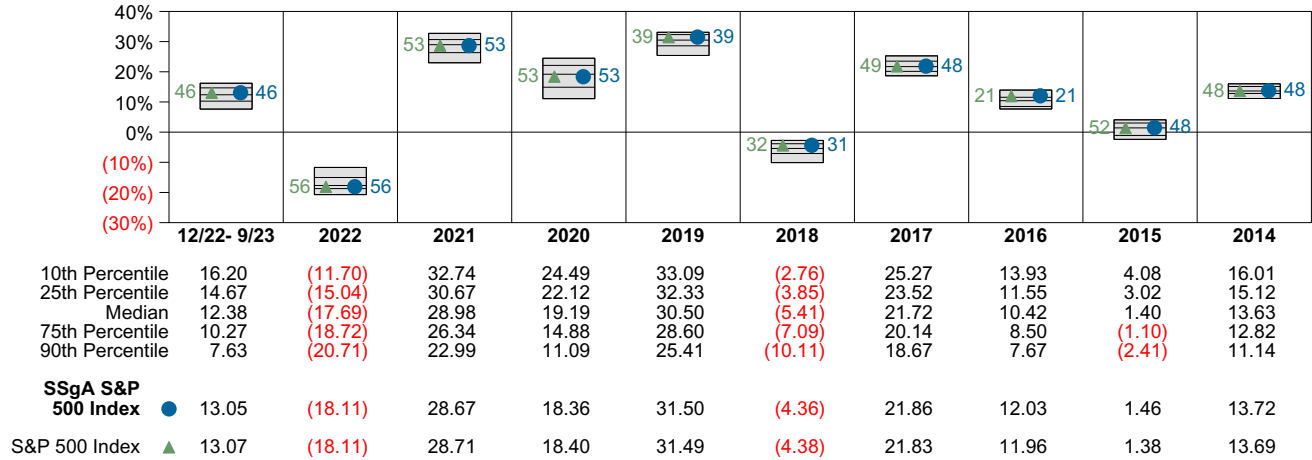 40%
30%
20%
10%
0%
(10%)
(20%)
(30%)
46 46
56 56
53 53
53 53
39 39
32 31
49 48
21 21
52 48
48 48
12/22- 9/23 2022 2021 2020 2019 2018 2017 2016 2015 2014
10th Percentile 16.20 (11.70) 32.74 24.49 33.09 (2.76) 25.27 13.93 4.08 16.01
25th Percentile 14.67 (15.04) 30.67 22.12 32.33 (3.85) 23.52 11.55 3.02 15.12
Median 12.38 (17.69) 28.98 19.19 30.50 (5.41) 21.72 10.42 1.40 13.63
75th Percentile 10.27 (18.72) 26.34 14.88 28.60 (7.09) 20.14 8.50 (1.10) 12.82
90th Percentile 7.63 (20.71) 22.99 11.09 25.41 (10.11) 18.67 7.67 (2.41) 11.14
SSgA S&P
500 Index 13.05 (18.11) 28.67 18.36 31.50 (4.36) 21.86 12.03 1.46 13.72
S&P 500 Index 13.07 (18.11) 28.71 18.40 31.49 (4.38) 21.83 11.96 1.38 13.69